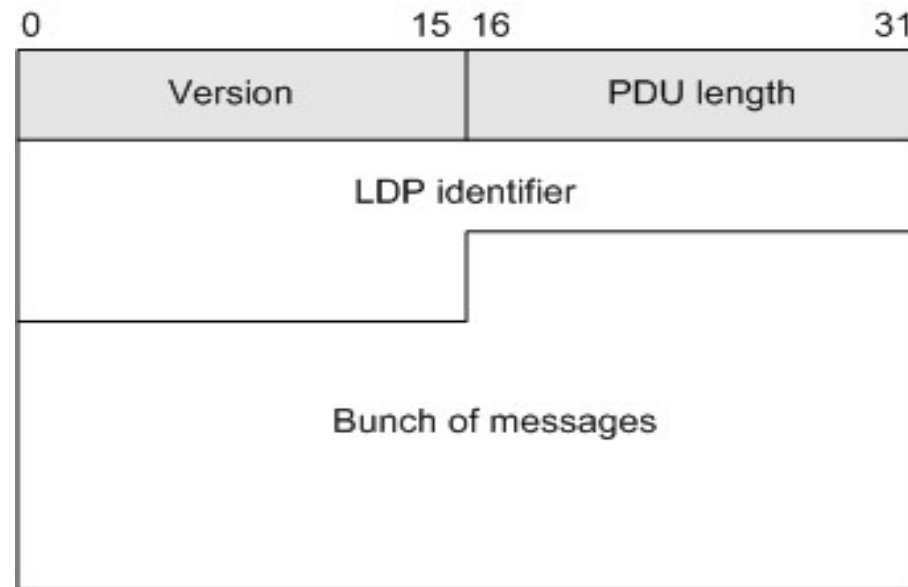 0 15 16 31
Version PDU length
LDP identifier
Bunch of messages